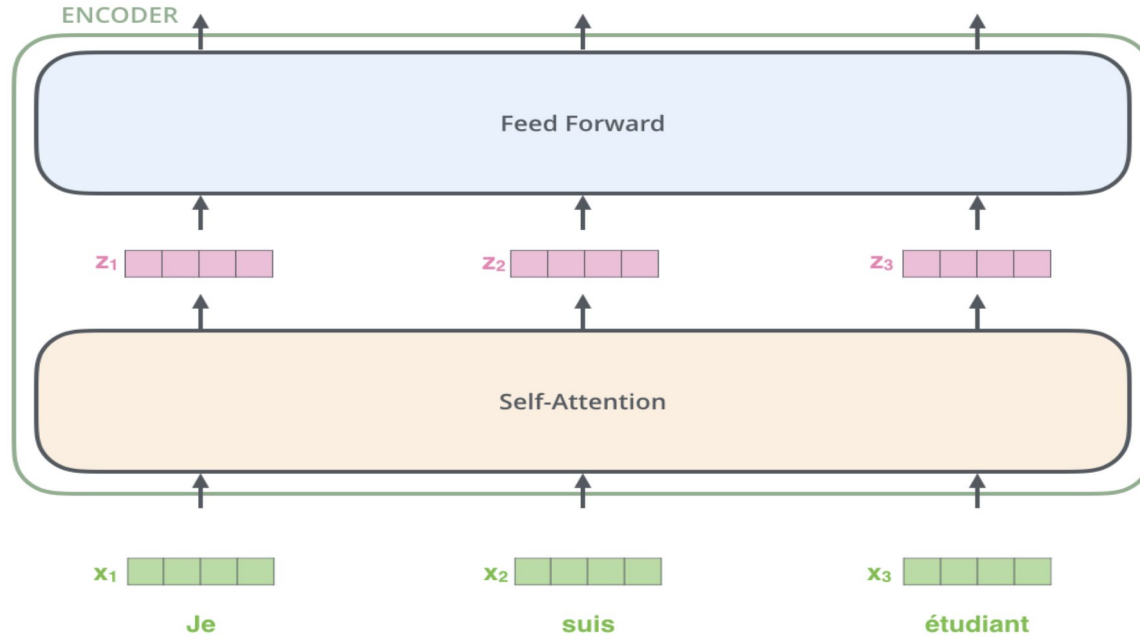 ENCODER
Feed Forward
z₁ z₂ z₃
Self-Attention
x₁ x₂ x₃
Je suis étudiant